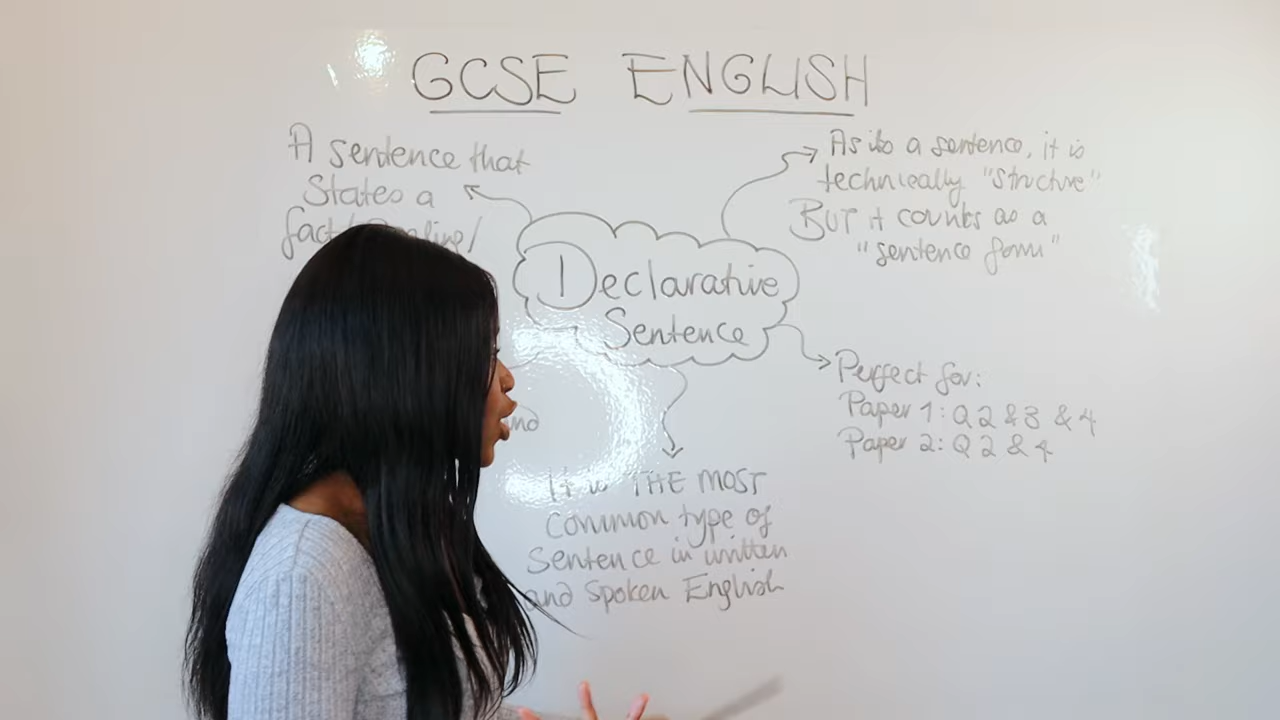 GCSE ENGLISH
A sentence that
States a
Declarative
Sentence
As its a sentence, it is
technically "structure"
BUT it counts as a
"sentence form"
Perfect for:
Paper 1: Q 2 & 3 & 4
Paper 2: Q 2 & 4
It is THE MOST
common type of
Sentence in written
and spoken English